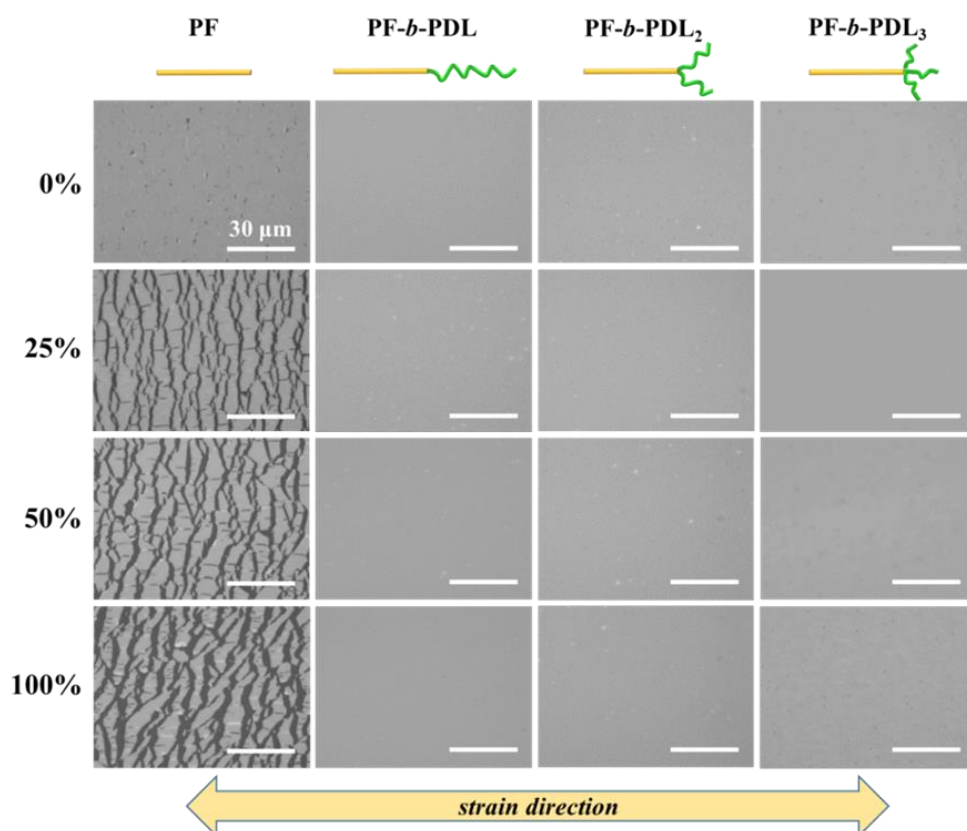 PF PF-b-PDL PF-b-PDL₂ PF-b-PDL₃
0%
30 μm
25%
50%
100%
strain direction